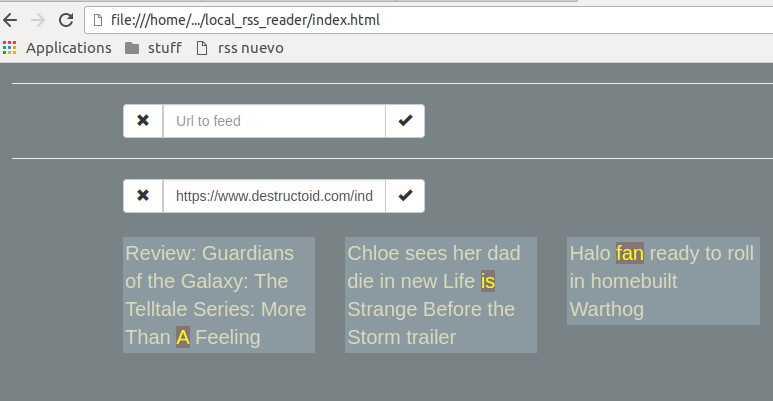 file:///home/.../local_rss_reader/index.html
Applications stuff rss nuevo
Url to feed
https://www.destructoid.com/ind
Review: Guardians
of the Galaxy: The
Telltale Series: More
Than A Feeling
Chloe sees her dad
die in new Life is
Strange Before the
Storm trailer
Halo fan ready to roll
in homebuilt
Warthog